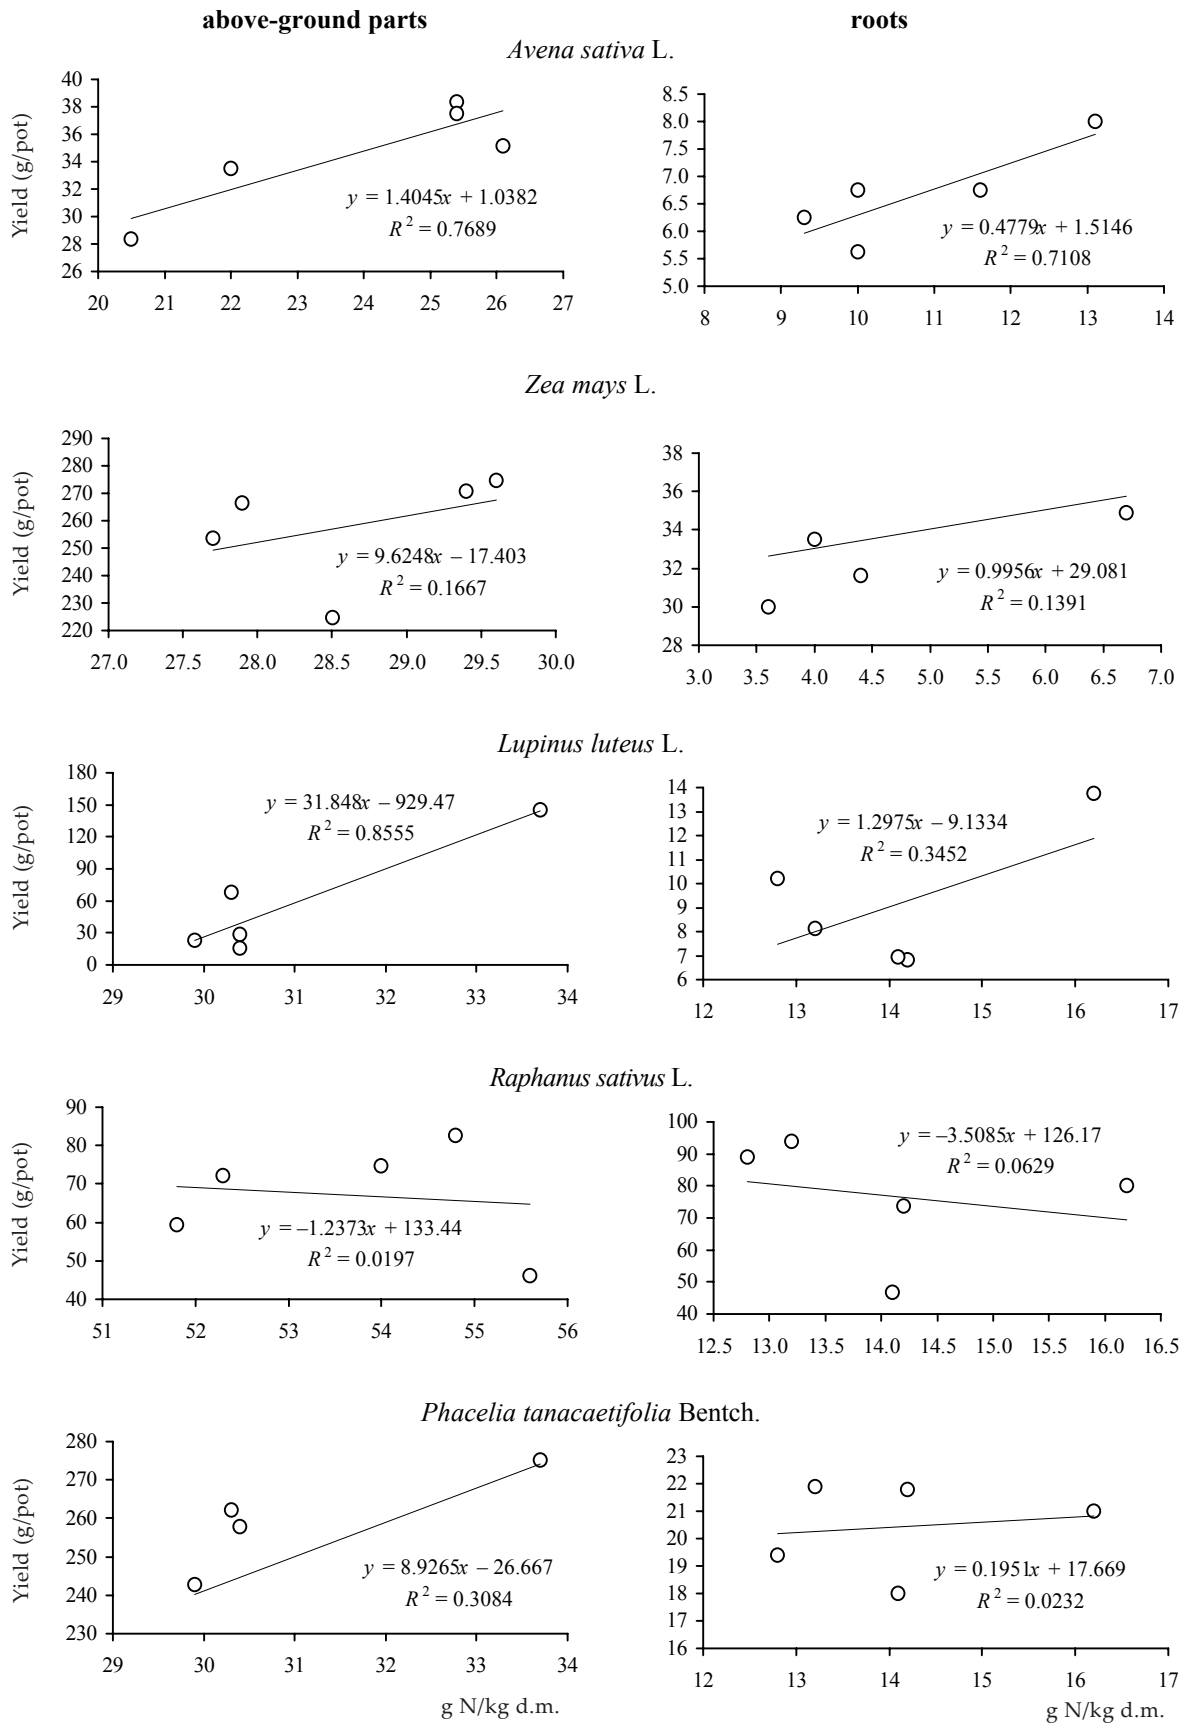 above-ground parts
roots
Avena sativa L.
Yield (g/pot)
40
38
36
34
32
30
28
26
20 21 22 23 24 25 26 27
y = 1.4045x + 1.0382
R² = 0.7689
8.5
8.0
7.5
7.0
6.5
6.0
5.5
5.0
8 9 10 11 12 13 14
y = 0.4779x + 1.5146
R² = 0.7108
Zea mays L.
Yield (g/pot)
290
280
270
260
250
240
230
220
27.0 27.5 28.0 28.5 29.0 29.5 30.0
y = 9.6248x – 17.403
R² = 0.1667
38
36
34
32
30
28
3.0 3.5 4.0 4.5 5.0 5.5 6.0 6.5 7.0
y = 0.9956x + 29.081
R² = 0.1391
Lupinus luteus L.
Yield (g/pot)
180
150
120
90
60
30
0
29 30 31 32 33 34
y = 31.848x – 929.47
R² = 0.8555
14
13
12
11
10
9
8
7
6
12 13 14 15 16 17
y = 1.2975x – 9.1334
R² = 0.3452
Raphanus sativus L.
Yield (g/pot)
90
80
70
60
50
40
51 52 53 54 55 56
y = –1.2373x + 133.44
R² = 0.0197
100
90
80
70
60
50
40
12.5 13.0 13.5 14.0 14.5 15.0 15.5 16.0 16.5
y = –3.5085x + 126.17
R² = 0.0629
Phacelia tanacaetifolia Bentch.
Yield (g/pot)
280
270
260
250
240
230
29 30 31 32 33 34
y = 8.9265x – 26.667
R² = 0.3084
g N/kg d.m.
23
22
21
20
19
18
17
16
12 13 14 15 16 17
y = 0.1951x + 17.669
R² = 0.0232
g N/kg d.m.